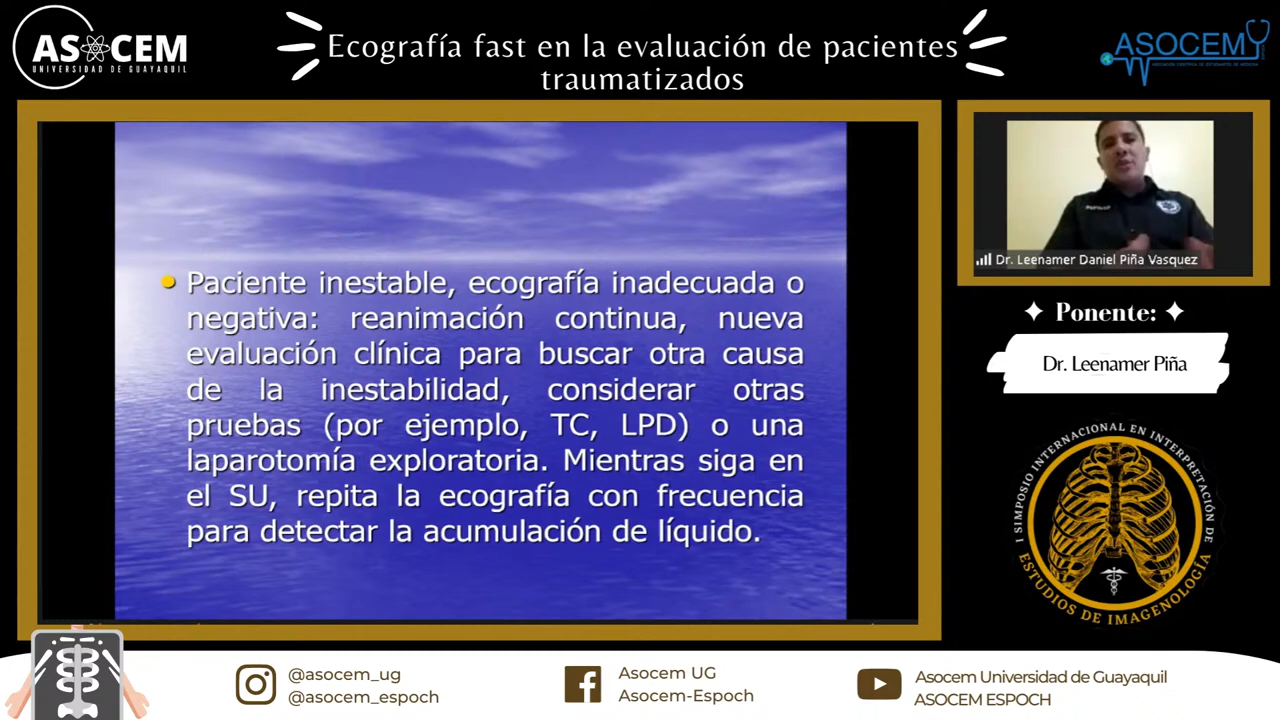 ASOCEM
UNIVERSIDAD DE GUAYAQUIL
Ecografía fast en la evaluación de pacientes
traumatizados
ASOCEM
Paciente inestable, ecografía inadecuada o
negativa: reanimación continua, nueva
evaluación clínica para buscar otra causa
de la inestabilidad, considerar otras
pruebas (por ejemplo, TC, LPD) o una
laparotomía exploratoria. Mientras siga en
el SU, repita la ecografía con frecuencia
para detectar la acumulación de líquido.
Dr. Leenamer Daniel Piña Vasquez
Ponente:
Dr. Leenamer Piña
I SIMPOSIO INTERNACIONAL EN INTERPRETACIÓN DE
ESTUDIOS DE IMAGENOLOGÍA
@asocem_ug
@asocem_espoch
Asocem UG
Asocem-Espoch
Asocem Universidad de Guayaquil
ASOCEM ESPOCH